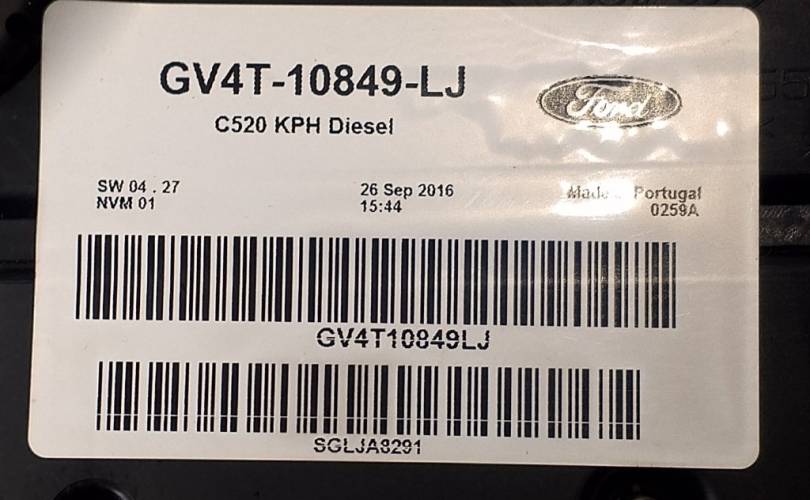 GV4T-10849-LJ
Ford
C520 KPH Diesel
SW 04 . 27
NVM 01
26 Sep 2016
15:44
Made Portugal
0259A
GV4T10849LJ
SGLJA8291